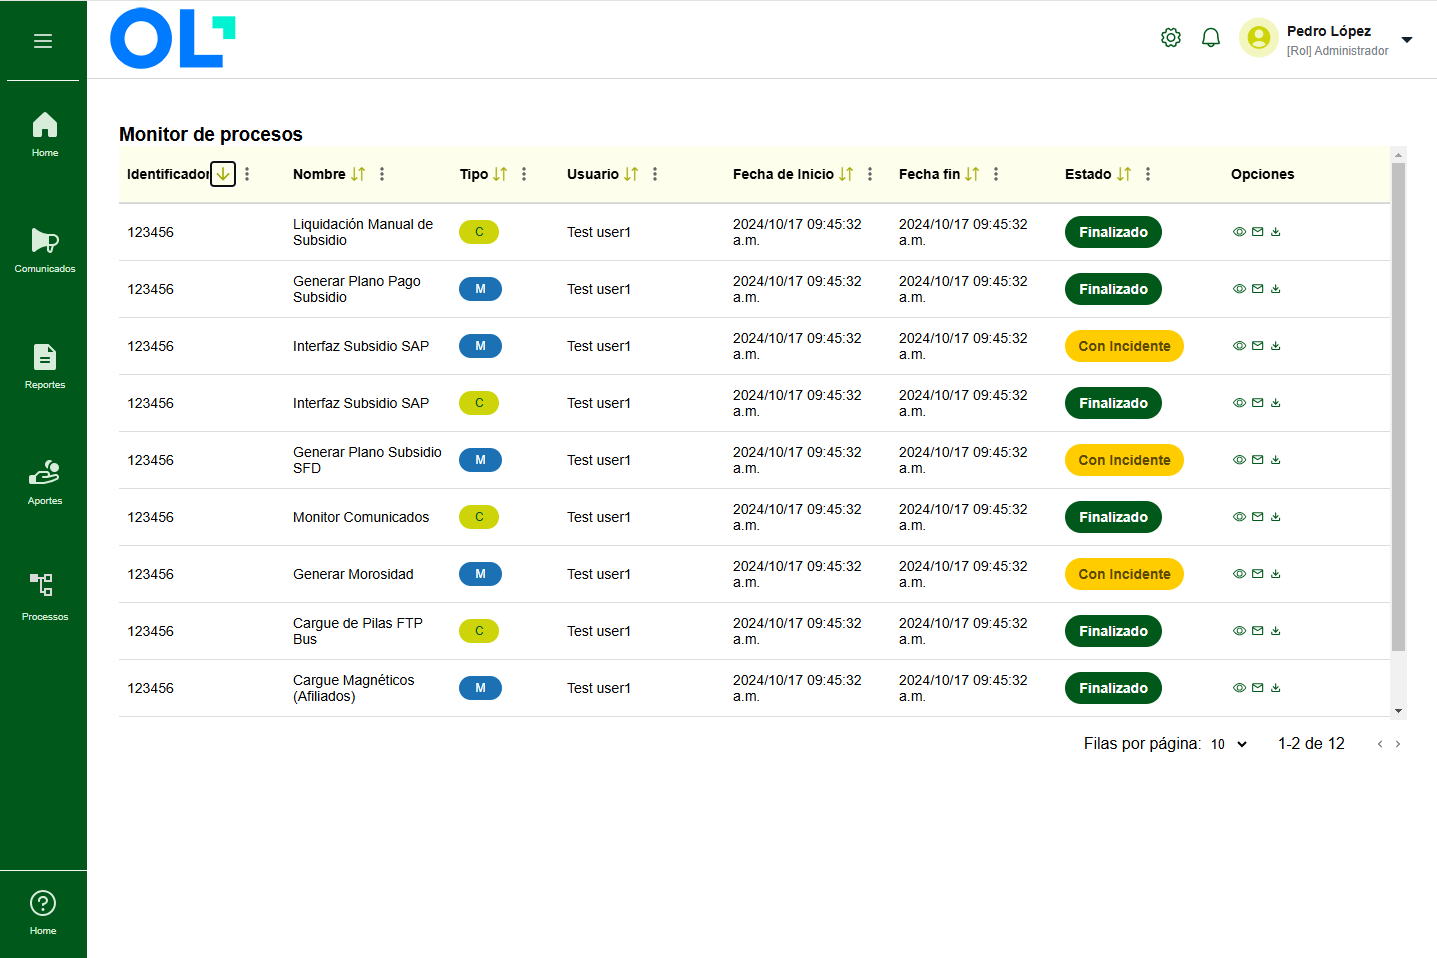 OL
Pedro López
[Rol] Administrador
Home
Comunicados
Reportes
Aportes
Processos
Home
Monitor de procesos
Identificador Nombre Tipo Usuario Fecha de Inicio Fecha fin Estado Opciones
123456 Liquidación Manual de C Test user1 2024/10/17 09:45:32 2024/10/17 09:45:32 Finalizado
Subsidio a.m. a.m.
123456 Generar Plano Pago M Test user1 2024/10/17 09:45:32 2024/10/17 09:45:32 Finalizado
Subsidio a.m. a.m.
123456 Interfaz Subsidio SAP M Test user1 2024/10/17 09:45:32 2024/10/17 09:45:32 Con Incidente
a.m. a.m.
123456 Interfaz Subsidio SAP C Test user1 2024/10/17 09:45:32 2024/10/17 09:45:32 Finalizado
a.m. a.m.
123456 Generar Plano Subsidio M Test user1 2024/10/17 09:45:32 2024/10/17 09:45:32 Con Incidente
SFD a.m. a.m.
123456 Monitor Comunicados C Test user1 2024/10/17 09:45:32 2024/10/17 09:45:32 Finalizado
a.m. a.m.
123456 Generar Morosidad M Test user1 2024/10/17 09:45:32 2024/10/17 09:45:32 Con Incidente
a.m. a.m.
123456 Cargue de Pilas FTP C Test user1 2024/10/17 09:45:32 2024/10/17 09:45:32 Finalizado
Bus a.m. a.m.
123456 Cargue Magnéticos M Test user1 2024/10/17 09:45:32 2024/10/17 09:45:32 Finalizado
(Afiliados) a.m. a.m.
Filas por página: 10 1-2 de 12